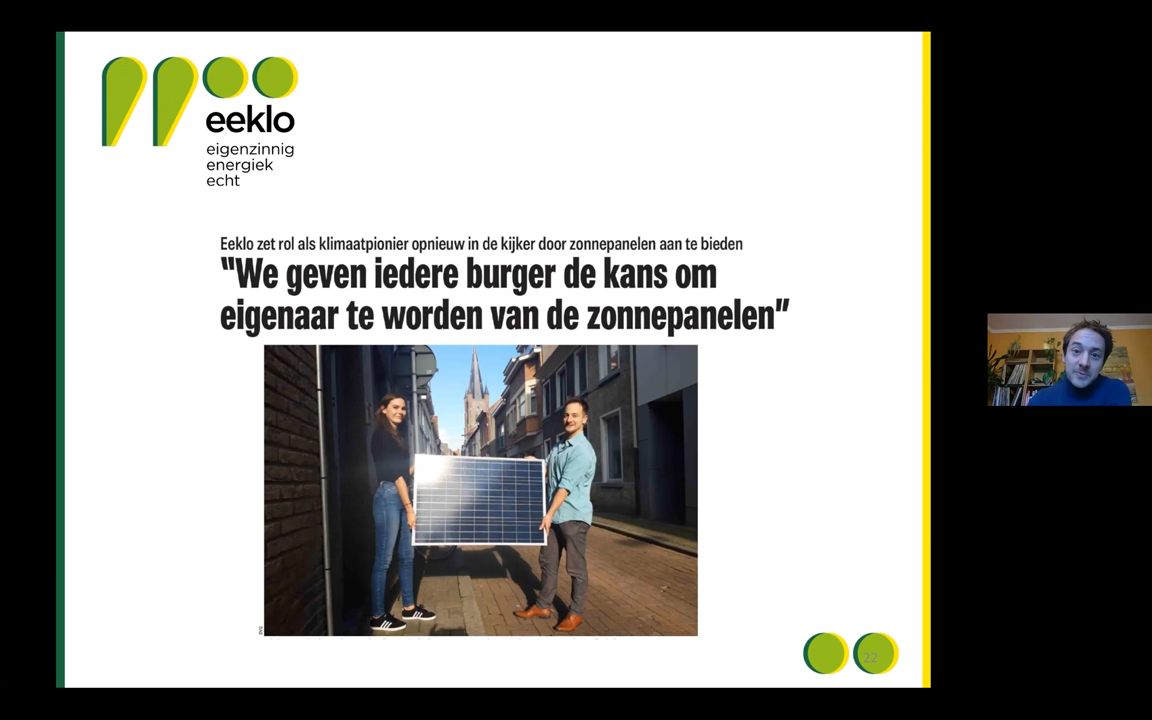 eeklo
eigenzinnig
energiek
echt
Eeklo zet rol als klimaatpionier opnieuw in de kijker door zonnepanelen aan te bieden
"We geven iedere burger de kans om
eigenaar te worden van de zonnepanelen”
22